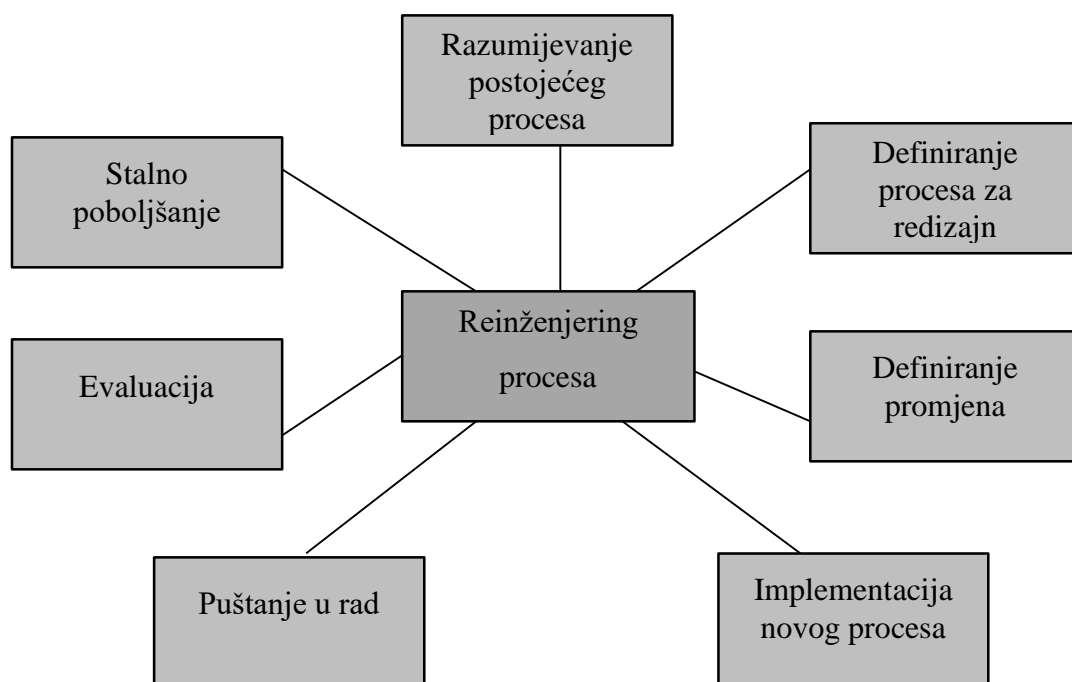 Razumijevanje
postojećeg
procesa
Stalno
poboljšanje
Definiranje
procesa za
redizajn
Reinženjering
procesa
Evaluacija
Definiranje
promjena
Puštanje u rad
Implementacija
novog procesa